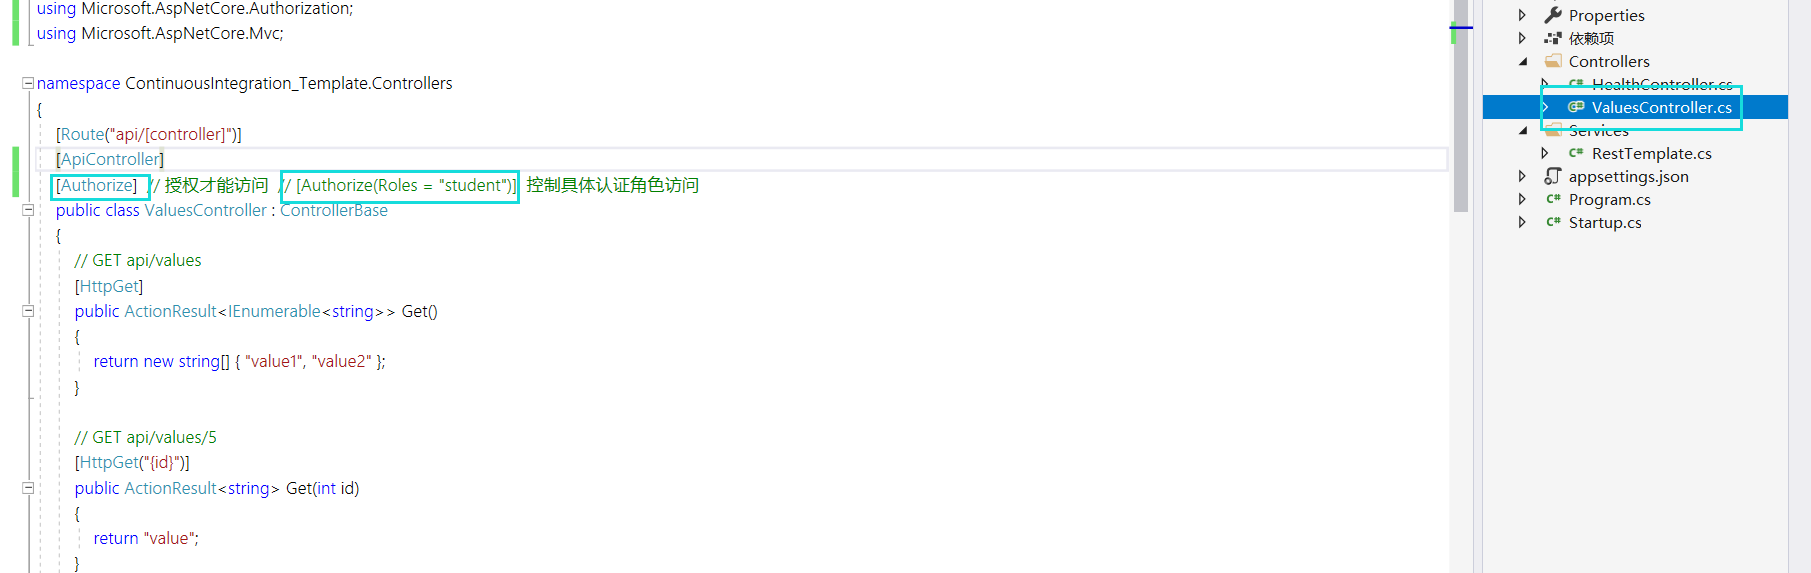 using Microsoft.AspNetCore.Authorization;
using Microsoft.AspNetCore.Mvc;
namespace ContinuousIntegration_Template.Controllers
{
[Route("api/[controller]")]
[ApiController]
[Authorize] // 授权才能访问 // [Authorize(Roles = "student")] 控制具体认证角色访问
public class ValuesController : ControllerBase
{
// GET api/values
[HttpGet]
public ActionResult<IEnumerable<string>> Get()
{
return new string[] { "value1", "value2" };
}
// GET api/values/5
[HttpGet("{id}")]
public ActionResult<string> Get(int id)
{
return "value";
}
Properties
依赖项
Controllers
C# HealthController.cs
C# ValuesController.cs
Services
C# RestTemplate.cs
appsettings.json
C# Program.cs
C# Startup.cs